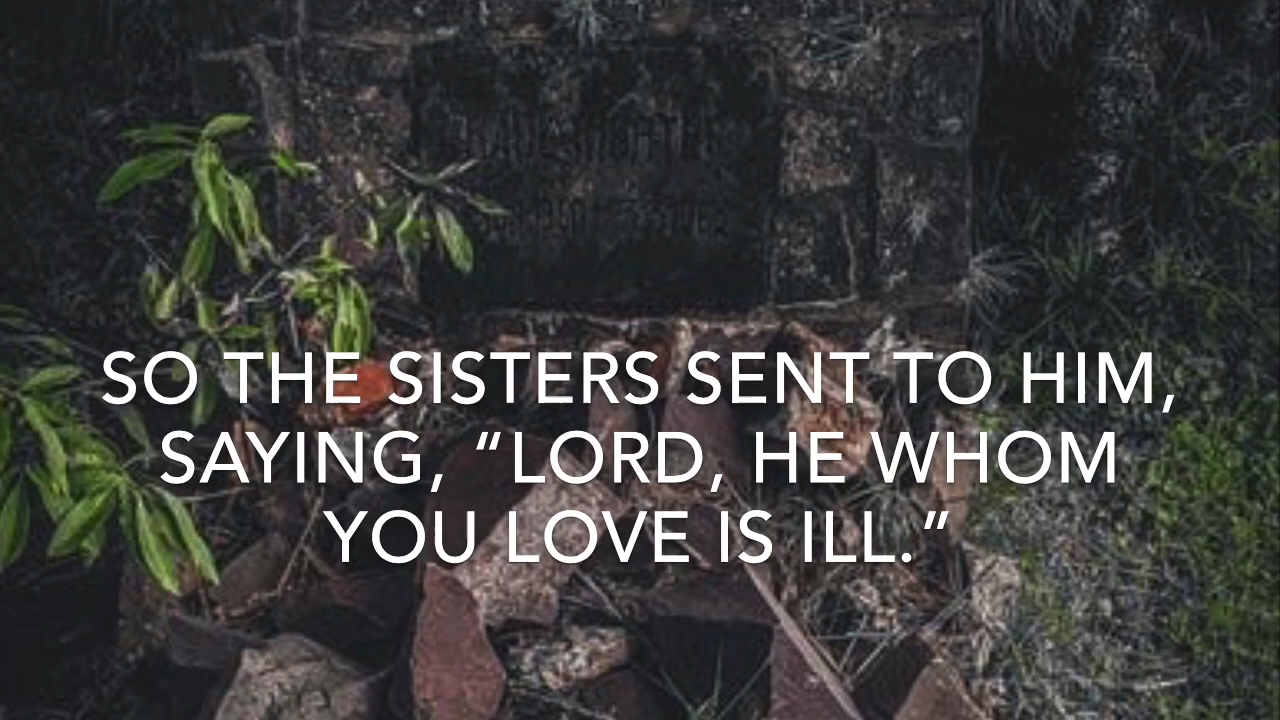 SO THE SISTERS SENT TO HIM,
SAYING, “LORD, HE WHOM
YOU LOVE IS ILL.”